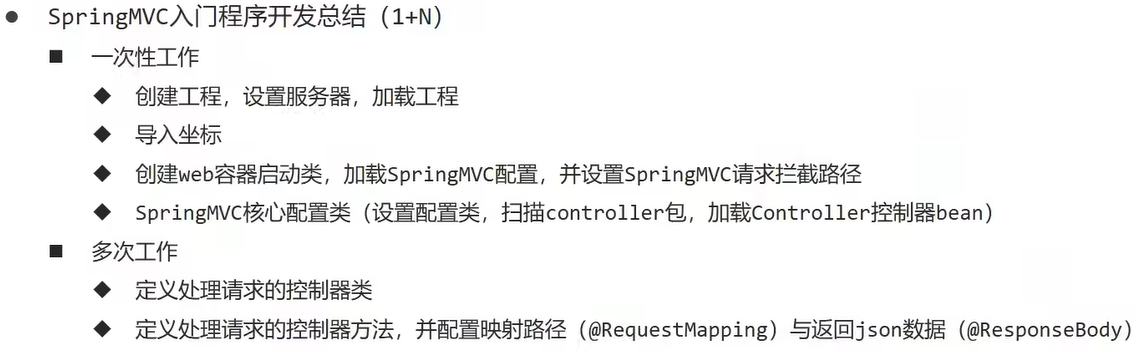 SpringMVC入门程序开发总结（1+N）
一次性工作
创建工程，设置服务器，加载工程
导入坐标
创建web容器启动类，加载SpringMVC配置，并设置SpringMVC请求拦截路径
SpringMVC核心配置类（设置配置类，扫描controller包，加载Controller控制器bean）
多次工作
定义处理请求的控制器类
定义处理请求的控制器方法，并配置映射路径（@RequestMapping）与返回json数据（@ResponseBody）